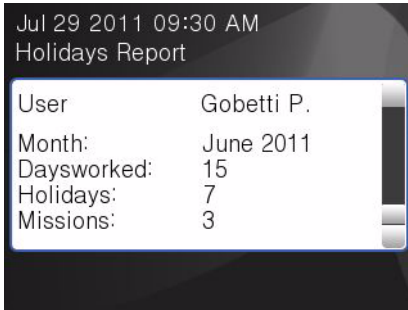 Jul 29 2011 09:30 AM
Holidays Report
User Gobetti P.
Month: June 2011
Daysworked: 15
Holidays: 7
Missions: 3